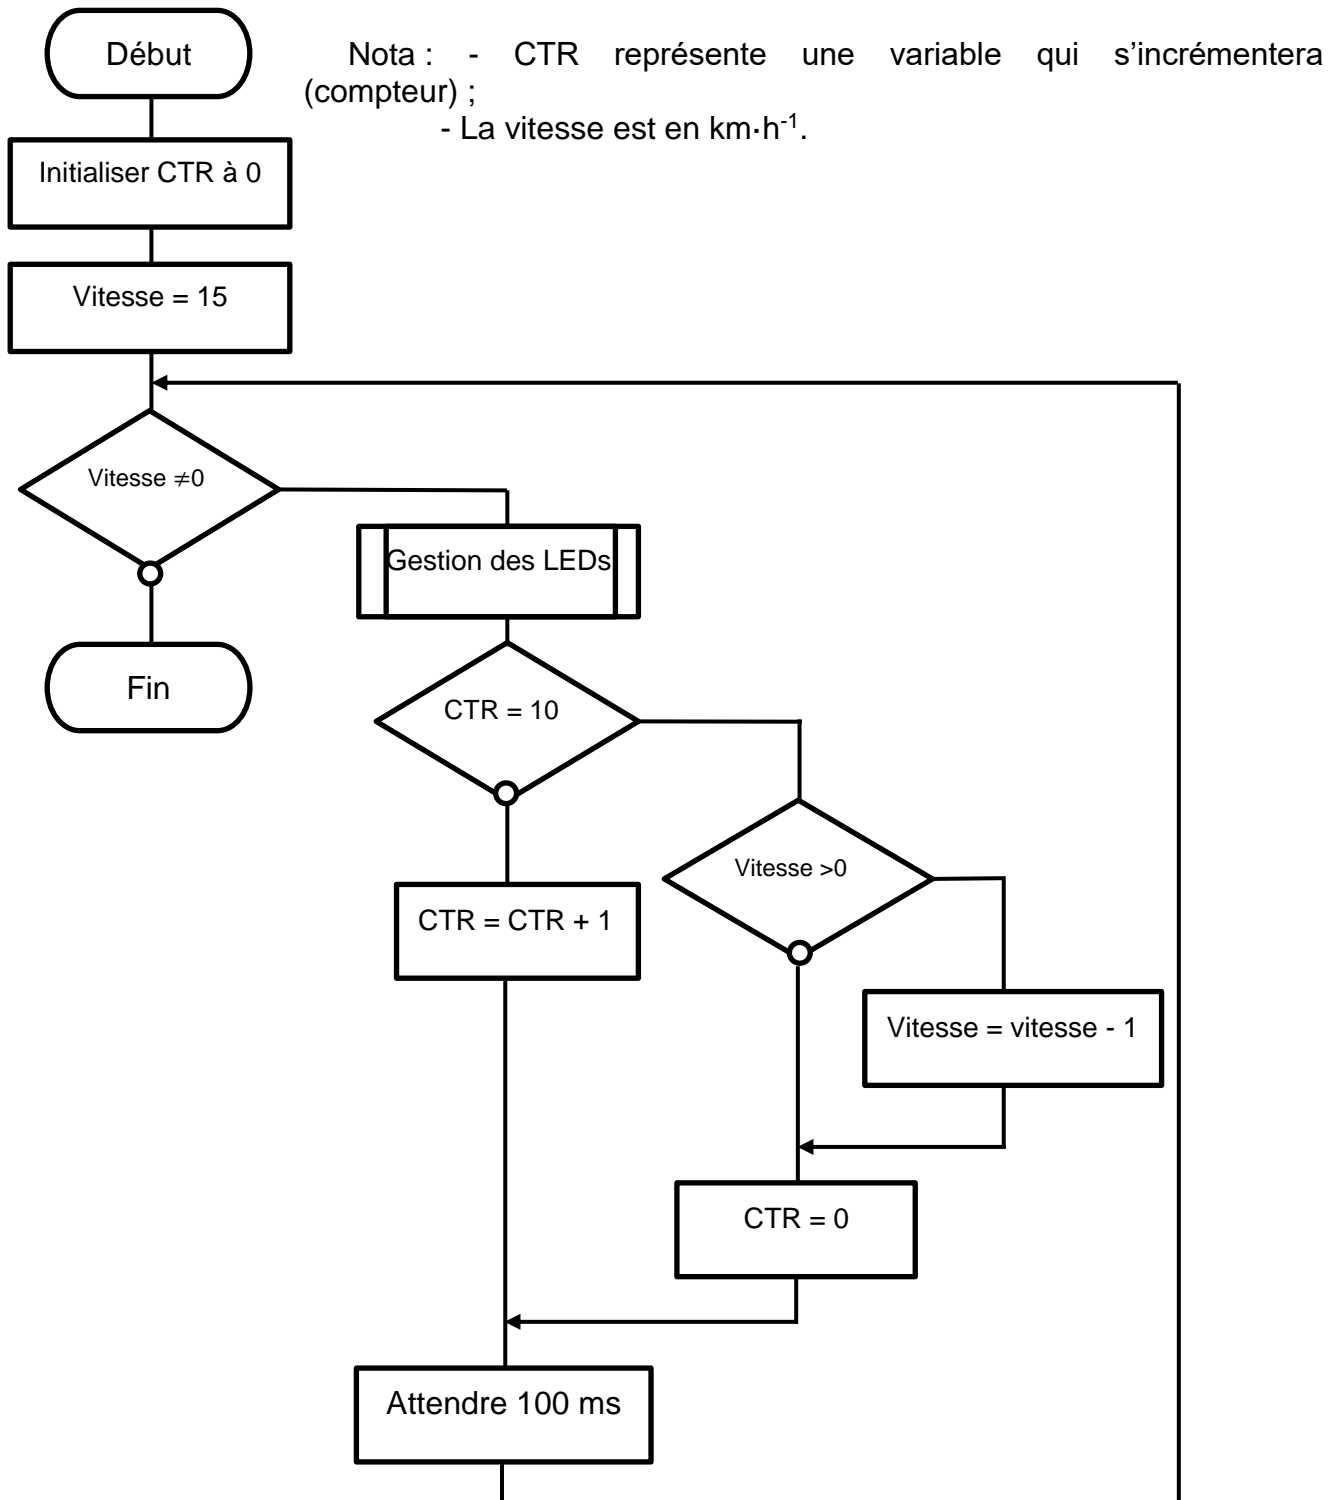 Début
Nota : - CTR représente une variable qui s’incrémentera
(compteur) ;
- La vitesse est en km·h-1.
Initialiser CTR à 0
Vitesse = 15
Vitesse ≠0
Gestion des LEDs
Fin
CTR = 10
Vitesse >0
CTR = CTR + 1
Vitesse = vitesse - 1
CTR = 0
Attendre 100 ms